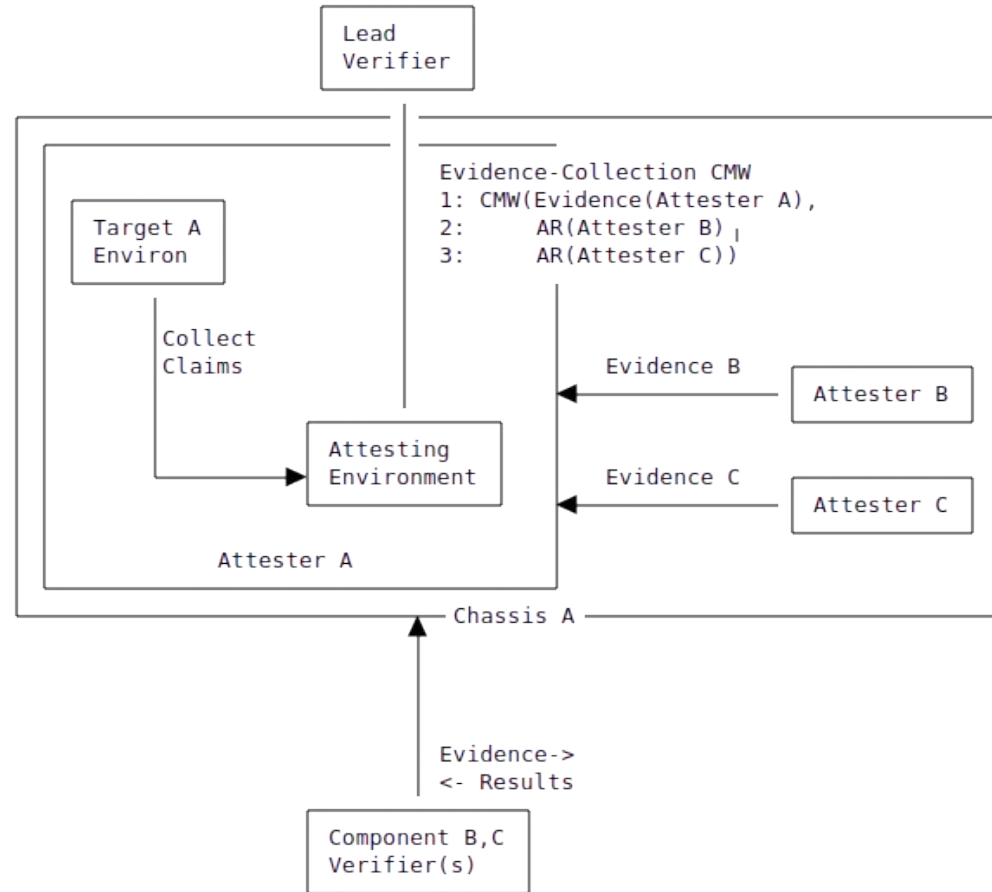 Lead
Verifier
Evidence-Collection CMW
1: CMW(Evidence(Attester A),
2:      AR(Attester B),
3:      AR(Attester C))
Target A
Environ
Collect
Claims
Evidence B
Attester B
Attesting
Environment
Evidence C
Attester C
Attester A
Chassis A
Evidence->
<- Results
Component B,C
Verifier(s)